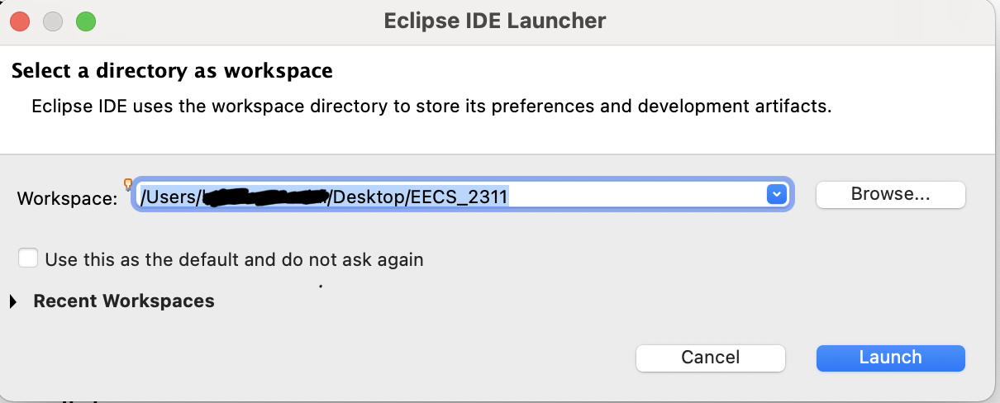 Eclipse IDE Launcher
Select a directory as workspace
Eclipse IDE uses the workspace directory to store its preferences and development artifacts.
Workspace: /Users/ /Desktop/EECS_2311 Browse...
Use this as the default and do not ask again
Recent Workspaces
Cancel Launch